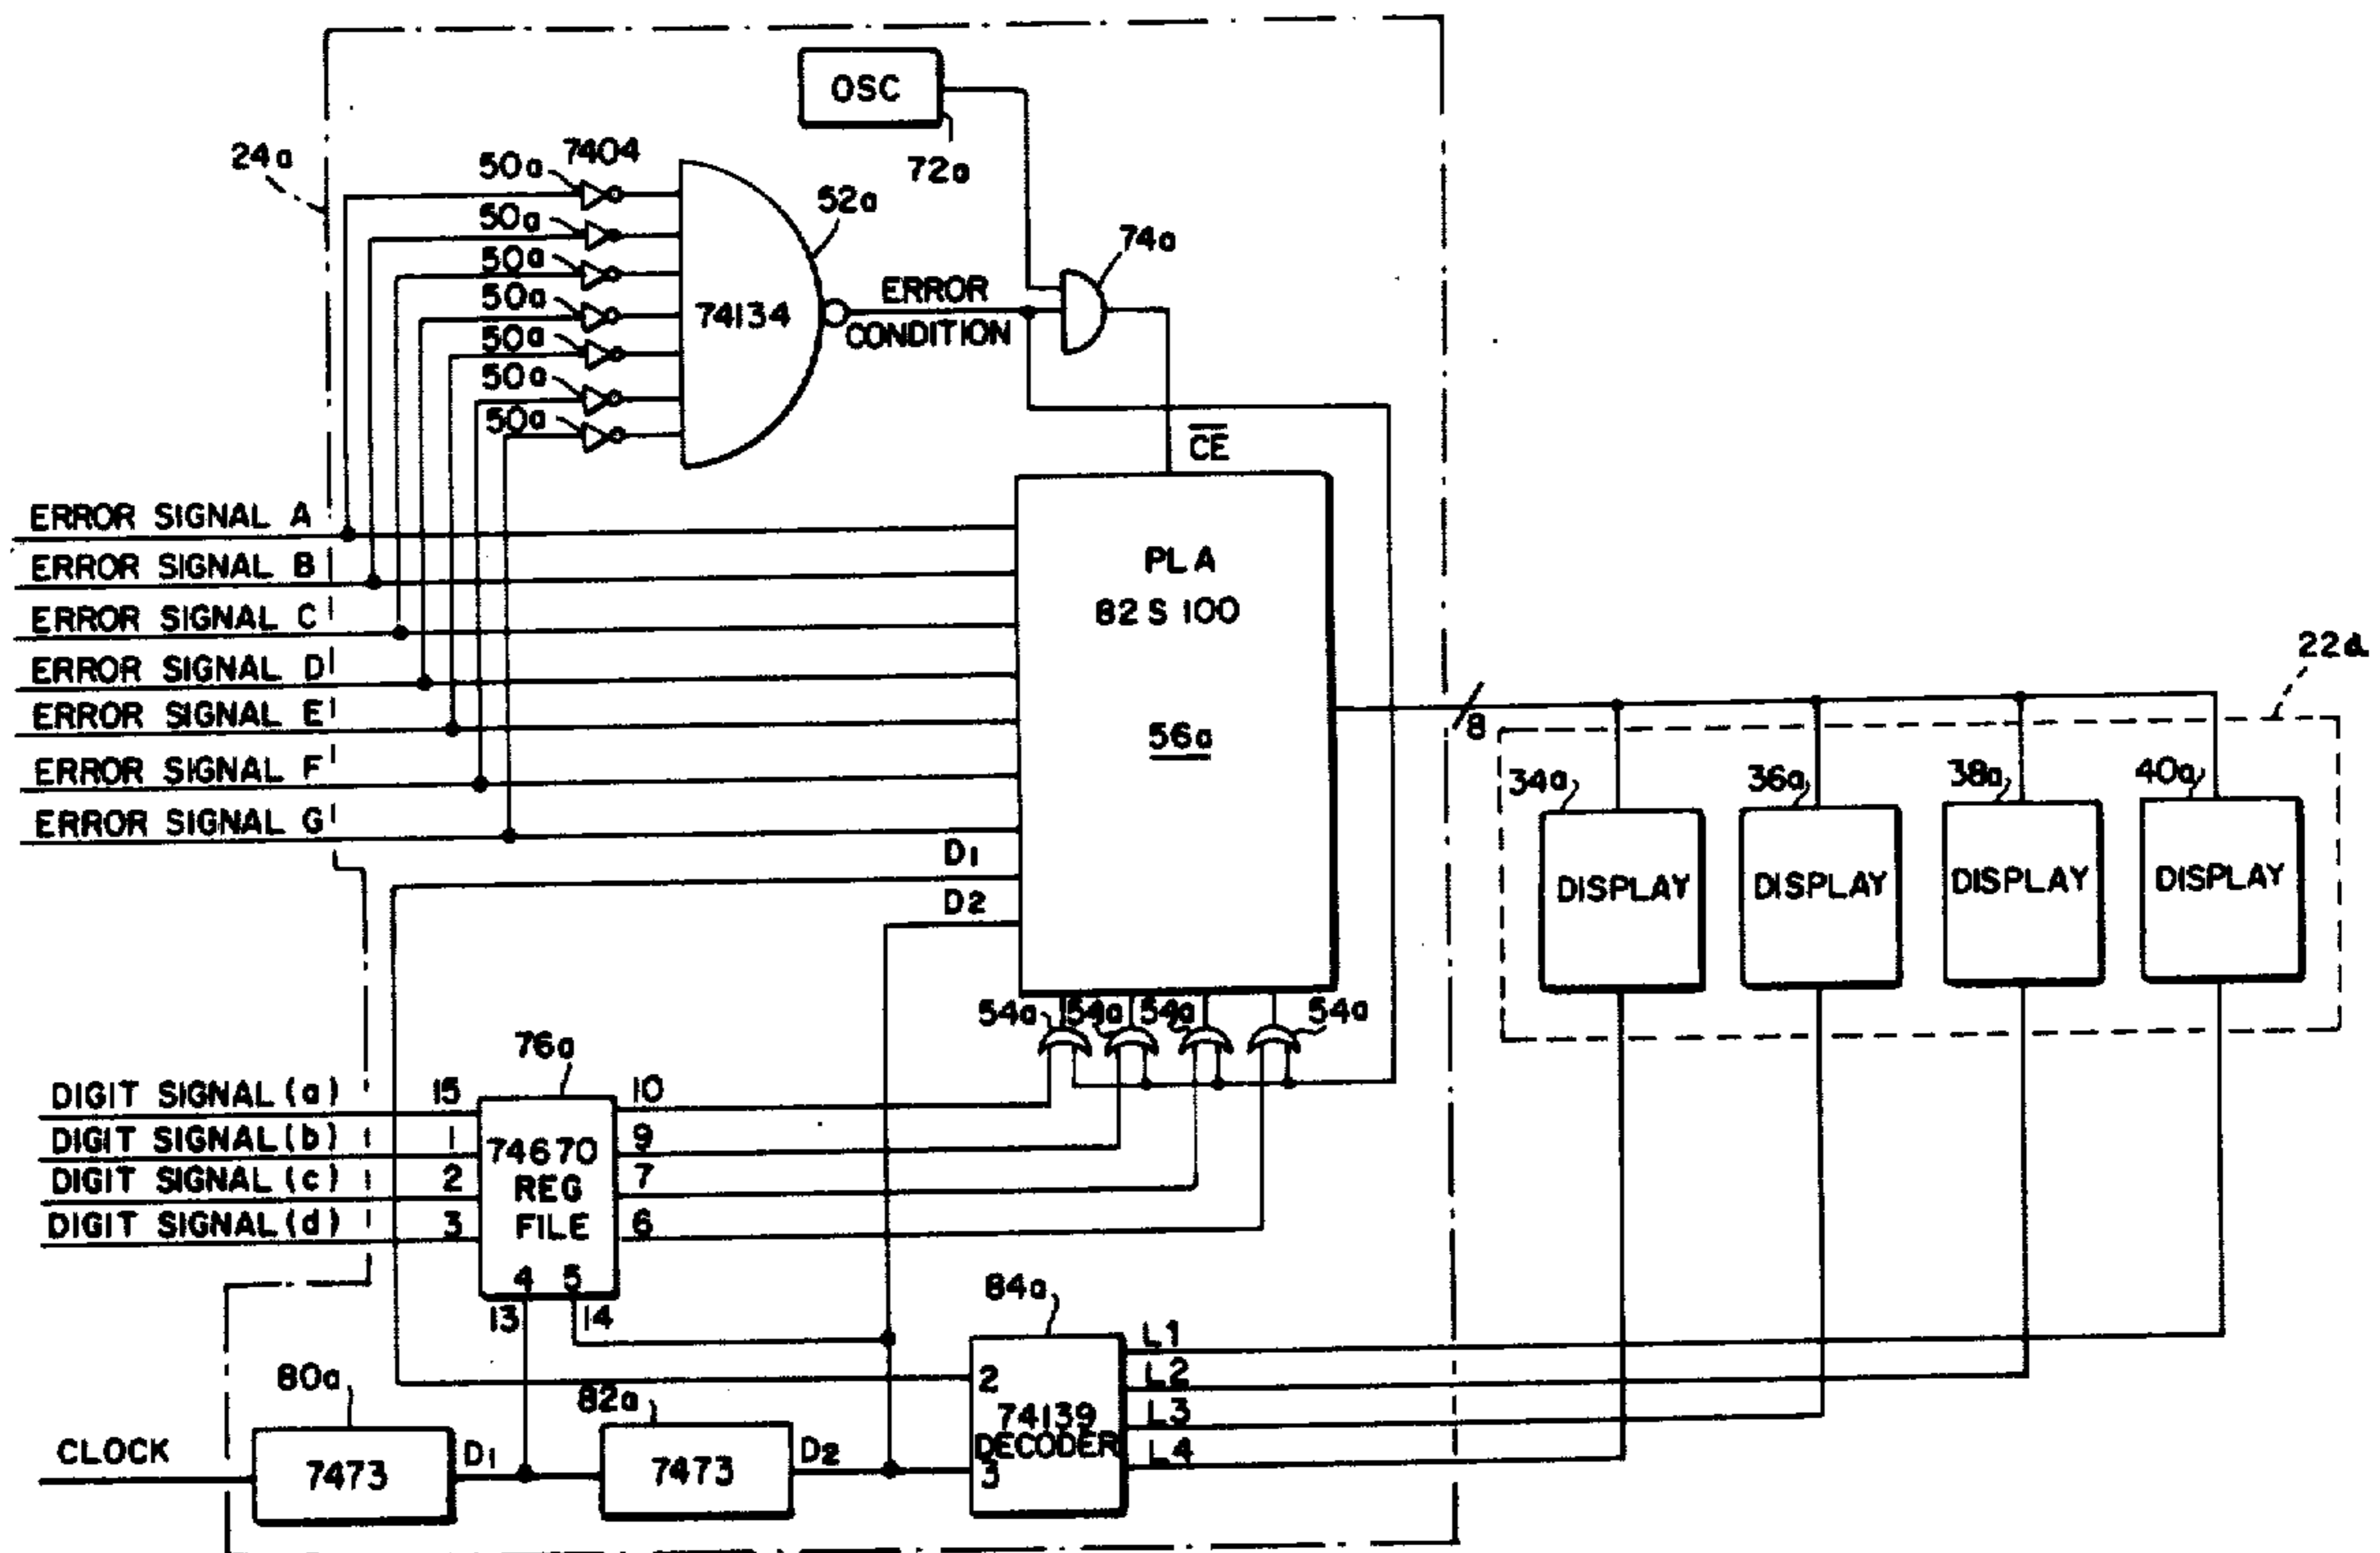 OSC
72a
24a
50a
7404
50a
50a
50a
50a
50a
50a
52a
74134
ERROR
CONDITION
74a
CE
ERROR SIGNAL A
ERROR SIGNAL B
ERROR SIGNAL C
ERROR SIGNAL D
ERROR SIGNAL E
ERROR SIGNAL F
ERROR SIGNAL G
D1
D2
PLA
82S100
56a
8
22a
34a
36a
38a
40a
DISPLAY
DISPLAY
DISPLAY
DISPLAY
54a
54a
54a
54a
76a
DIGIT SIGNAL (a)
DIGIT SIGNAL (b)
DIGIT SIGNAL (c)
DIGIT SIGNAL (d)
15
1
2
3
74670
REG
FILE
4 5
13 14
10
9
7
6
84a
2
74139
DECODER
3
L1
L2
L3
L4
80a
82a
CLOCK
7473
D1
7473
D2